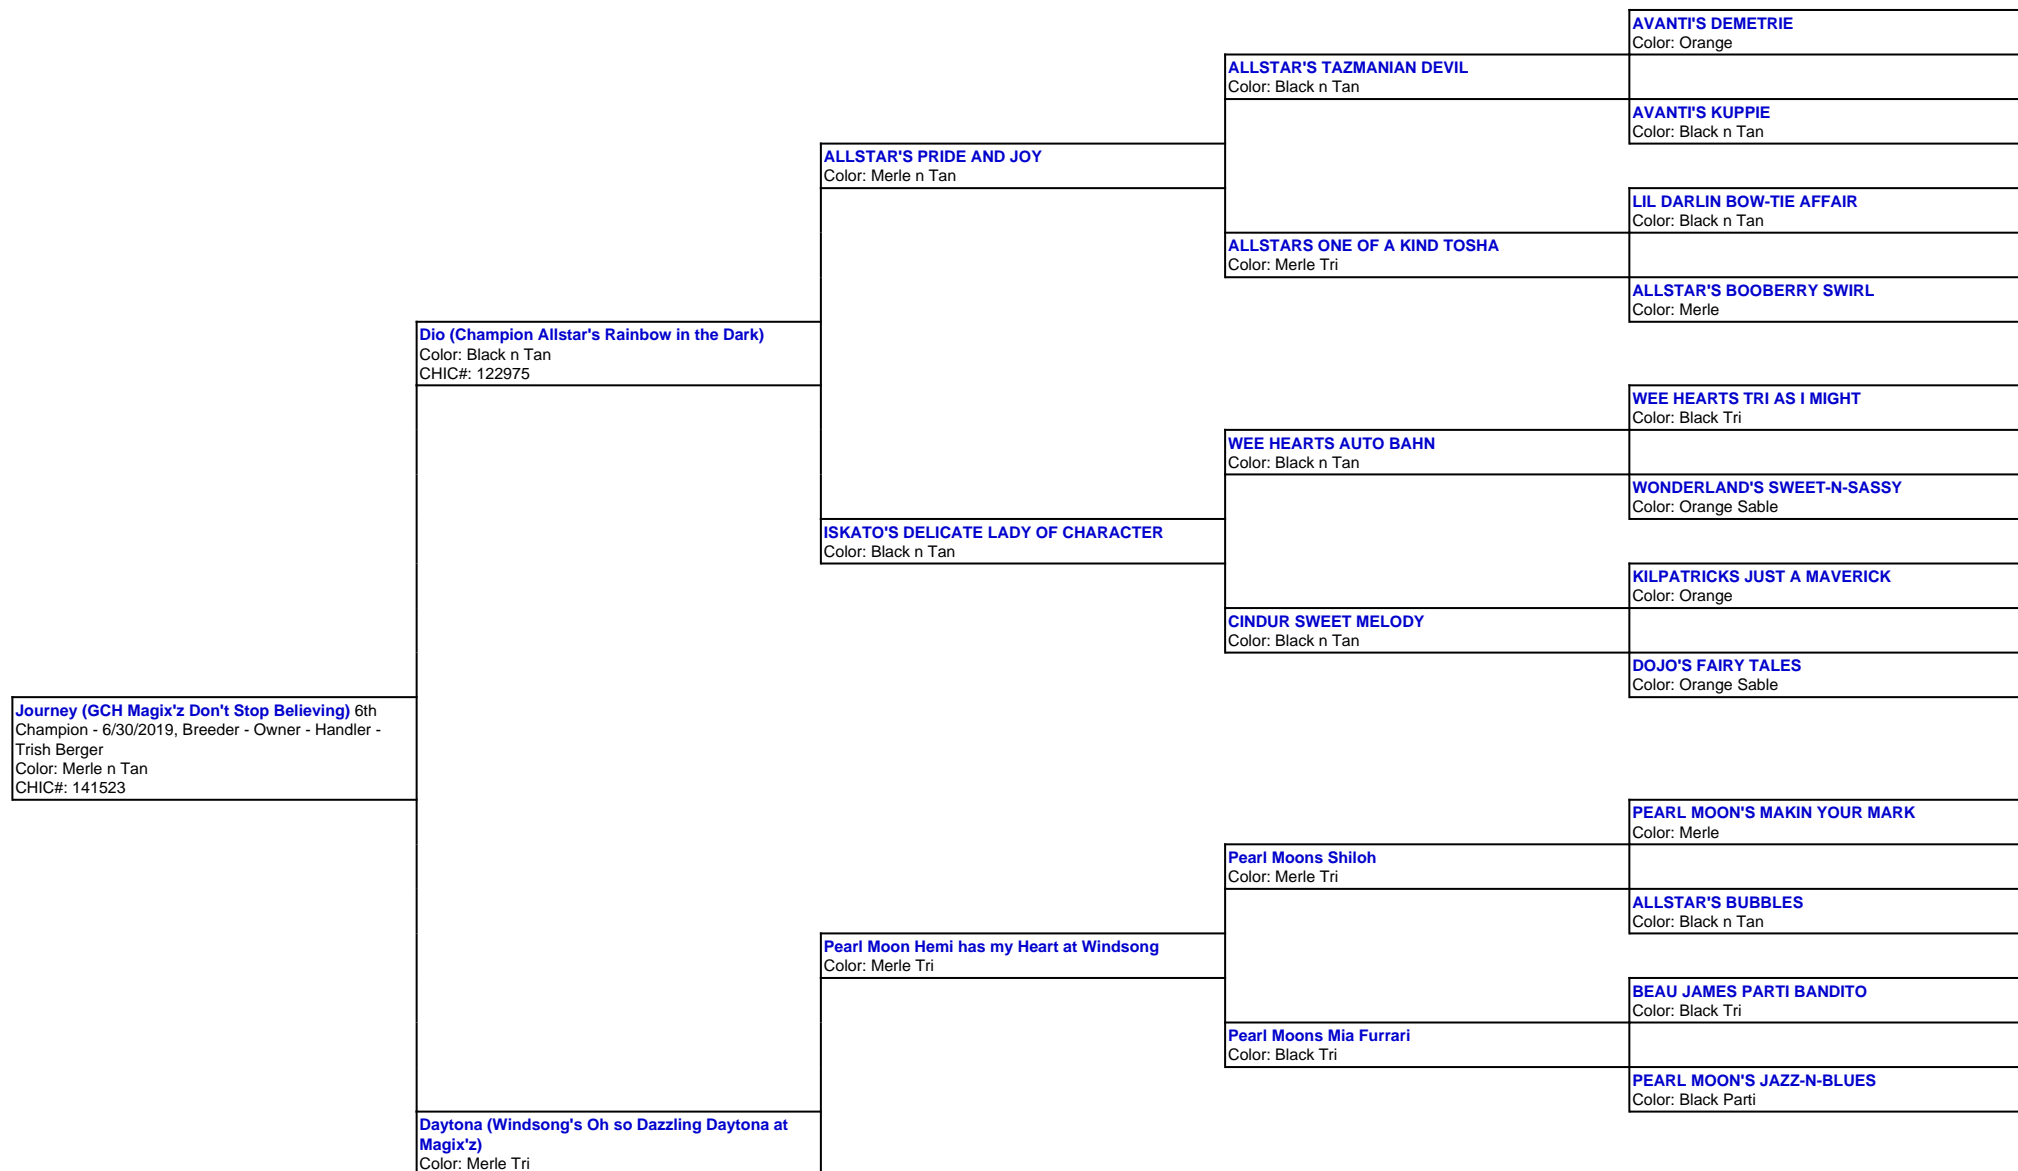 AVANTI'S DEMETRIE
Color: Orange
ALLSTAR'S TAZMANIAN DEVIL
Color: Black n Tan
AVANTI'S KUPPIE
Color: Black n Tan
ALLSTAR'S PRIDE AND JOY
Color: Merle n Tan
LIL DARLIN BOW-TIE AFFAIR
Color: Black n Tan
ALLSTARS ONE OF A KIND TOSHA
Color: Merle Tri
ALLSTAR'S BOOBERRY SWIRL
Color: Merle
Dio (Champion Allstar's Rainbow in the Dark)
Color: Black n Tan
CHIC#: 122975
WEE HEARTS TRI AS I MIGHT
Color: Black Tri
WEE HEARTS AUTO BAHN
Color: Black n Tan
WONDERLAND'S SWEET-N-SASSY
Color: Orange Sable
ISKATO'S DELICATE LADY OF CHARACTER
Color: Black n Tan
KILPATRICKS JUST A MAVERICK
Color: Orange
CINDUR SWEET MELODY
Color: Black n Tan
DOJO'S FAIRY TALES
Color: Orange Sable
Journey (GCH Magix'z Don't Stop Believing) 6th
Champion - 6/30/2019, Breeder - Owner - Handler -
Trish Berger
Color: Merle n Tan
CHIC#: 141523
PEARL MOON'S MAKIN YOUR MARK
Color: Merle
Pearl Moons Shiloh
Color: Merle Tri
ALLSTAR'S BUBBLES
Color: Black n Tan
Pearl Moon Hemi has my Heart at Windsong
Color: Merle Tri
BEAU JAMES PARTI BANDITO
Color: Black Tri
Pearl Moons Mia Furrari
Color: Black Tri
PEARL MOON'S JAZZ-N-BLUES
Color: Black Parti
Daytona (Windsong's Oh so Dazzling Daytona at
Magix'z)
Color: Merle Tri